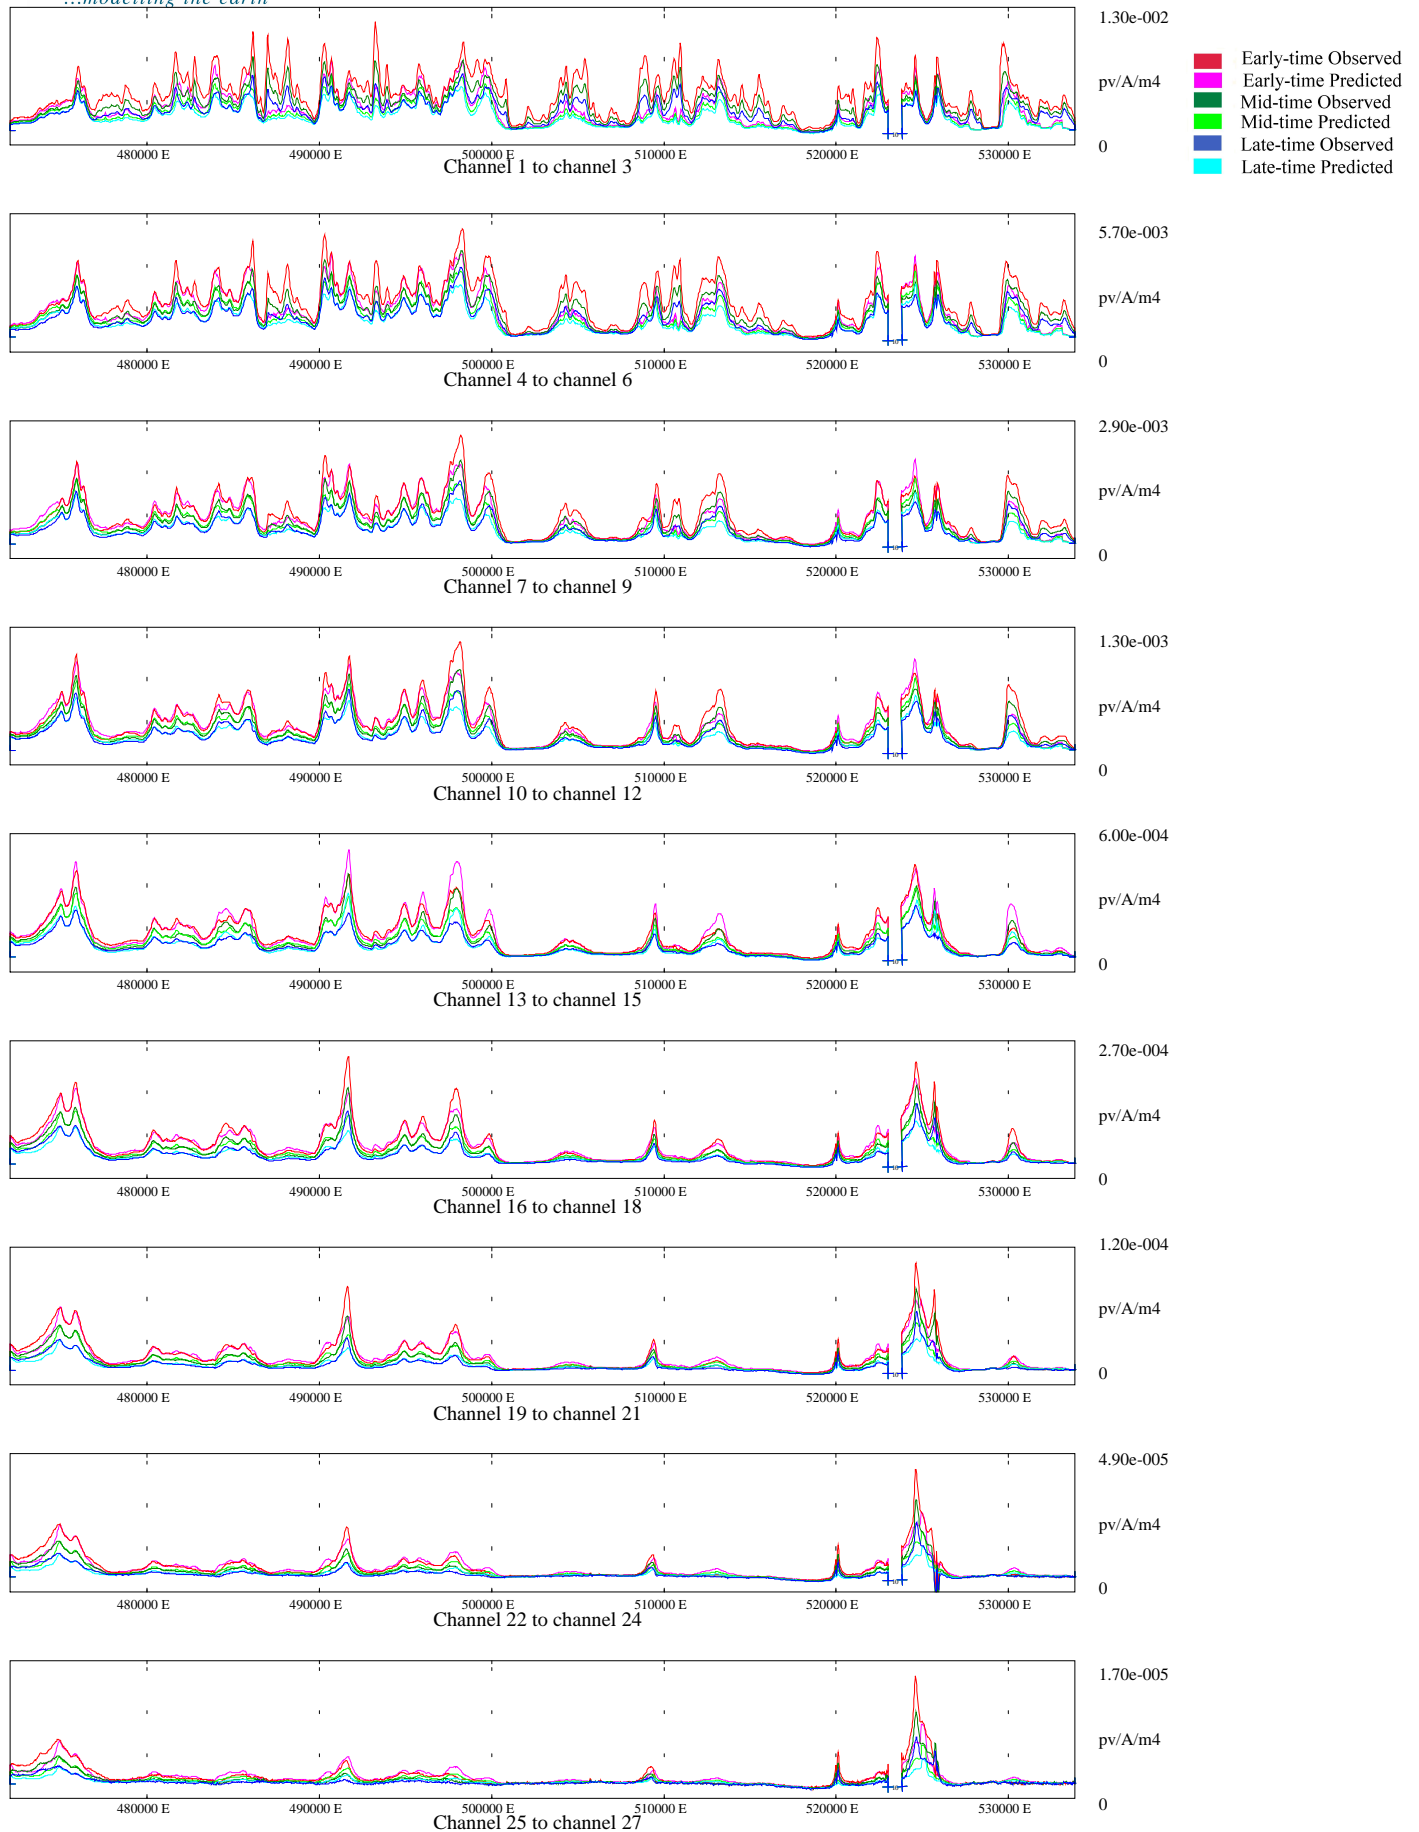 ...modelling the earth
1.30e-002
pv/A/m4
0
Early-time Observed
Early-time Predicted
Mid-time Observed
Mid-time Predicted
Late-time Observed
Late-time Predicted
480000 E 490000 E 500000 E 510000 E 520000 E 530000 E
Channel 1 to channel 3
5.70e-003
pv/A/m4
0
480000 E 490000 E 500000 E 510000 E 520000 E 530000 E
Channel 4 to channel 6
2.90e-003
pv/A/m4
0
480000 E 490000 E 500000 E 510000 E 520000 E 530000 E
Channel 7 to channel 9
1.30e-003
pv/A/m4
0
480000 E 490000 E 500000 E 510000 E 520000 E 530000 E
Channel 10 to channel 12
6.00e-004
pv/A/m4
0
480000 E 490000 E 500000 E 510000 E 520000 E 530000 E
Channel 13 to channel 15
2.70e-004
pv/A/m4
0
480000 E 490000 E 500000 E 510000 E 520000 E 530000 E
Channel 16 to channel 18
1.20e-004
pv/A/m4
0
480000 E 490000 E 500000 E 510000 E 520000 E 530000 E
Channel 19 to channel 21
4.90e-005
pv/A/m4
0
480000 E 490000 E 500000 E 510000 E 520000 E 530000 E
Channel 22 to channel 24
1.70e-005
pv/A/m4
0
480000 E 490000 E 500000 E 510000 E 520000 E 530000 E
Channel 25 to channel 27